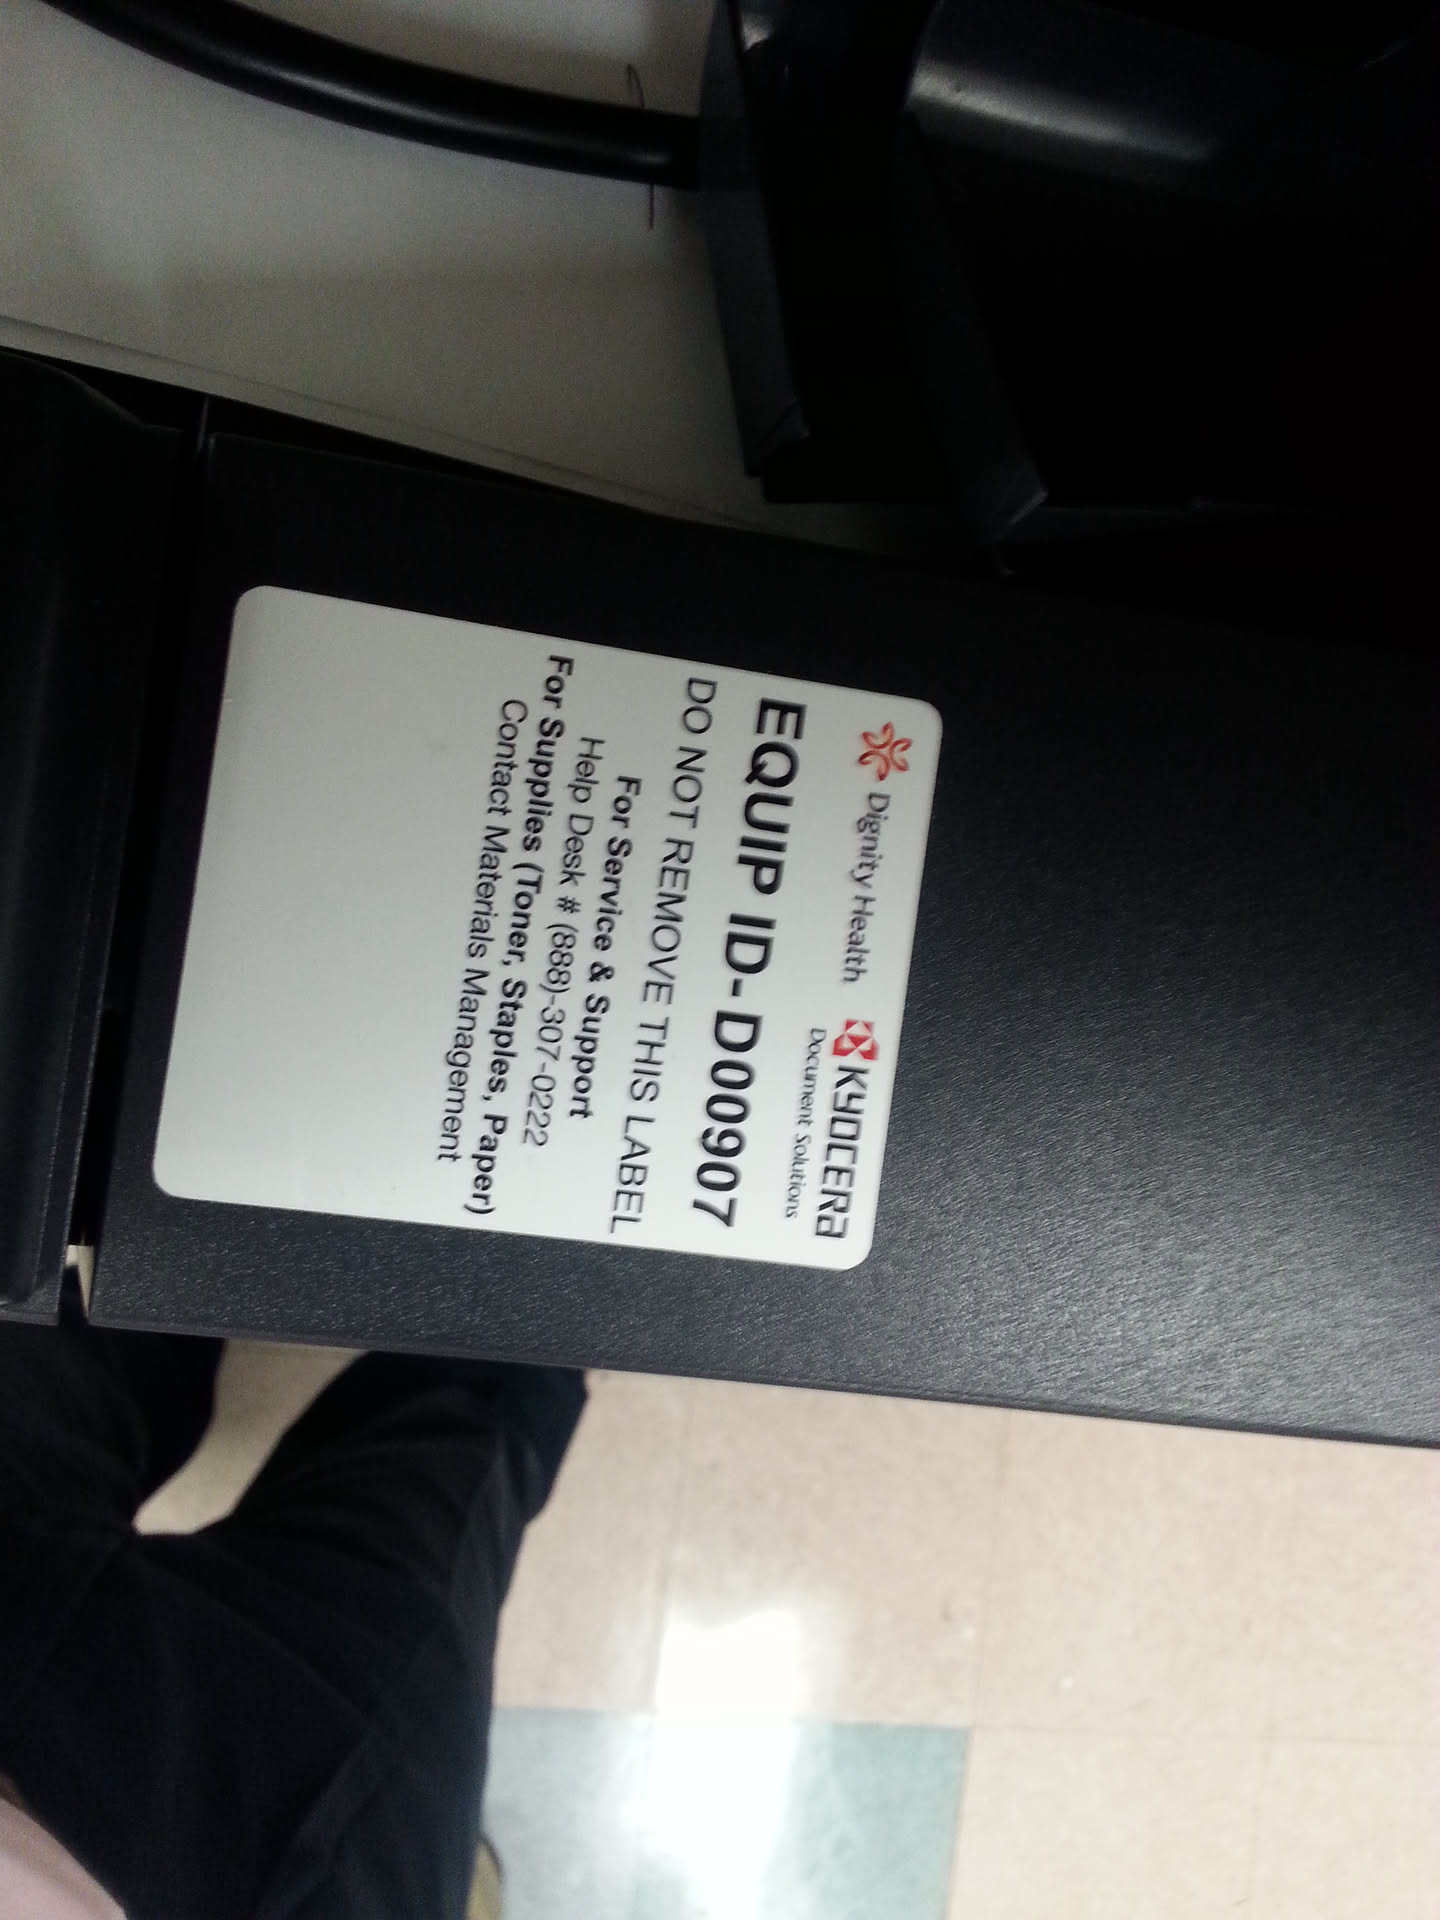 Dignity Health KYOCERA
Document Solutions
EQUIP ID- D00907
DO NOT REMOVE THIS LABEL
For Service & Support
Help Desk # (888)-307-0222
For Supplies (Toner, Staples, Paper)
Contact Materials Management